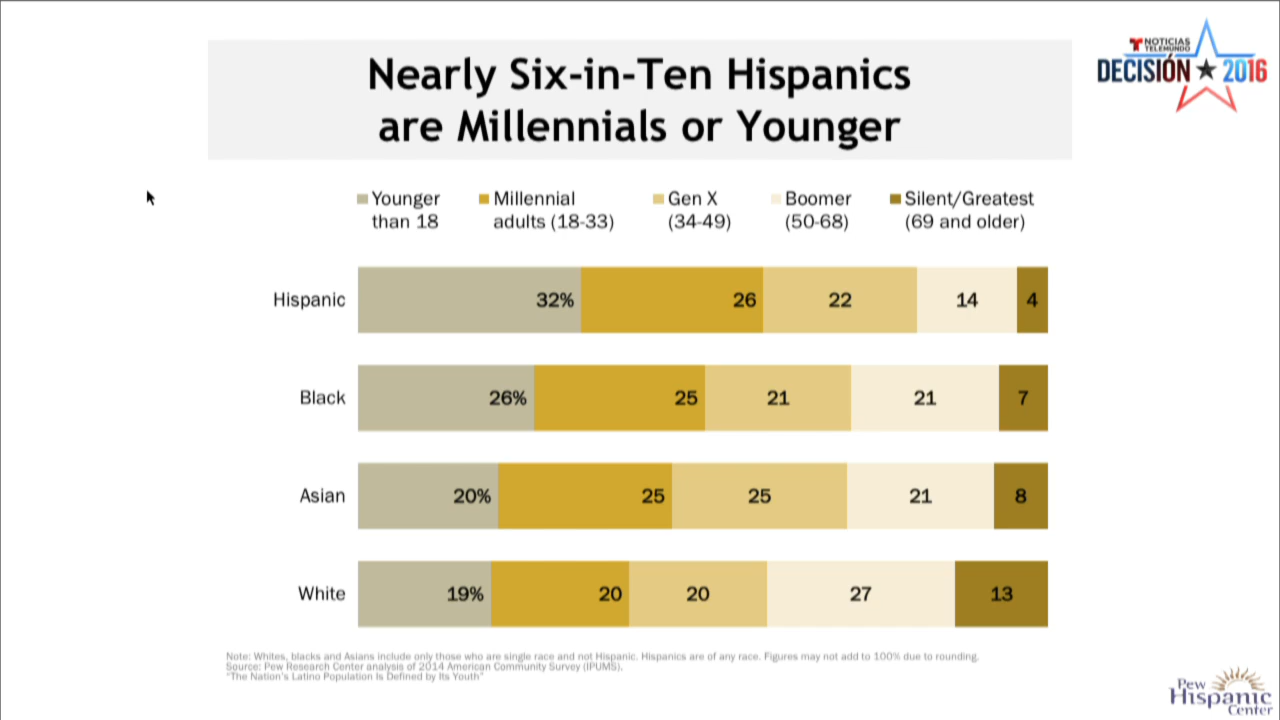 Nearly Six-in-Ten Hispanics
are Millennials or Younger
NOTICIAS
TELEMUNDO
DECISIÓN 2016
Younger
than 18
Millennial
adults (18-33)
Gen X
(34-49)
Boomer
(50-68)
Silent/Greatest
(69 and older)
Hispanic 32% 26 22 14 4
Black 26% 25 21 21 7
Asian 20% 25 25 21 8
White 19% 20 20 27 13
Note: Whites, blacks and Asians include only those who are single race and not Hispanic. Hispanics are of any race. Figures may not add to 100% due to rounding.
Source: Pew Research Center analysis of 2014 American Community Survey (IPUMS).
"The Nation's Latino Population Is Defined by Its Youth"
Pew
Hispanic
Center